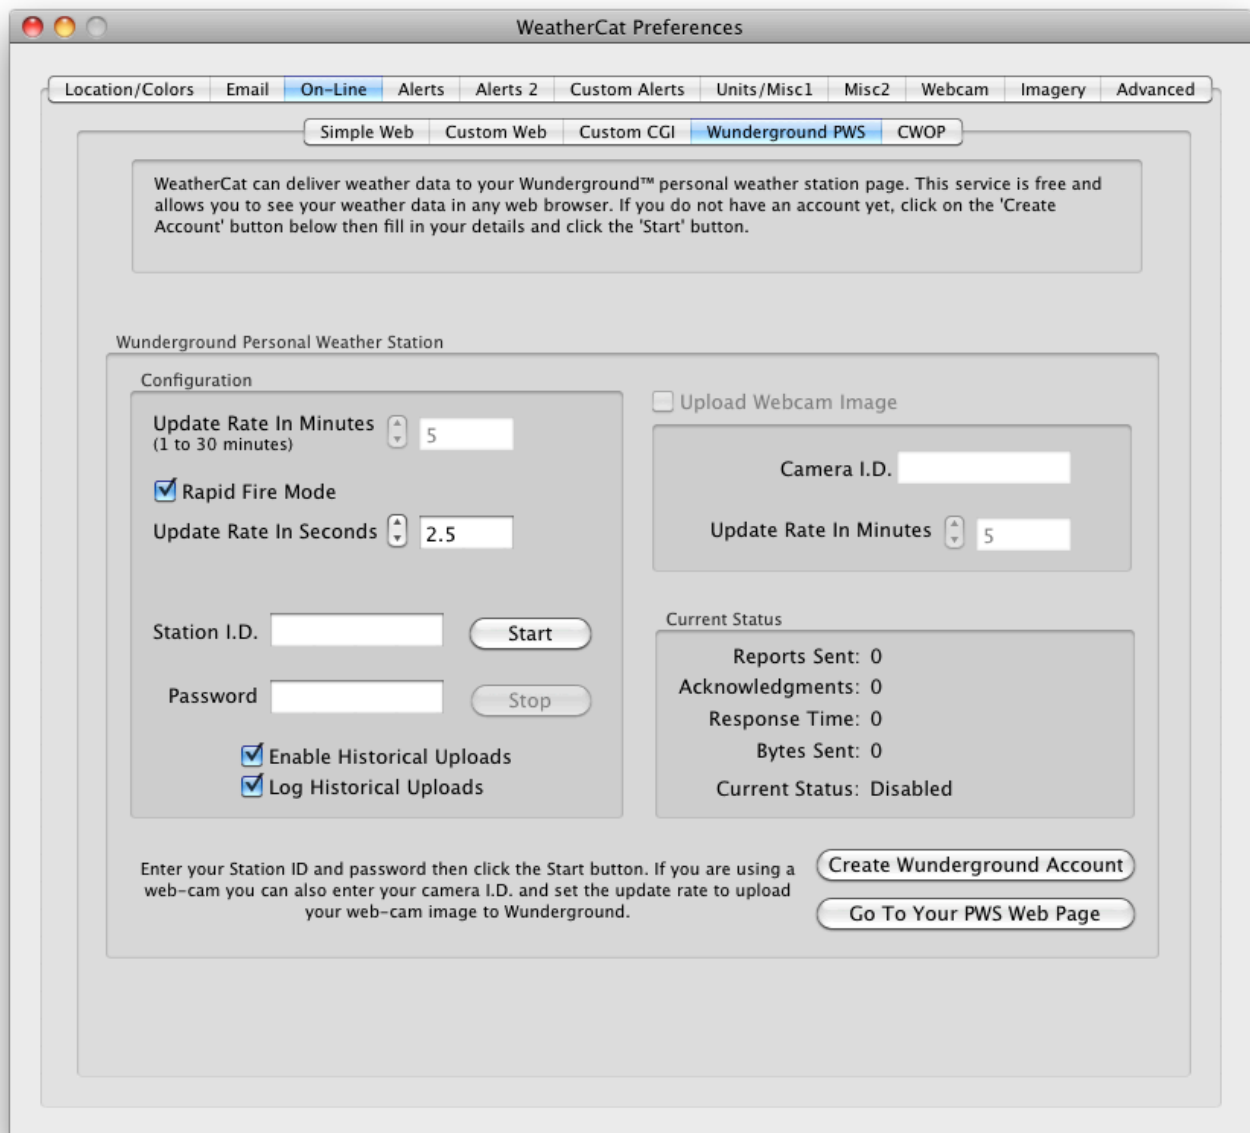 WeatherCat Preferences
Location/Colors Email On-Line Alerts Alerts 2 Custom Alerts Units/Misc1 Misc2 Webcam Imagery Advanced
Simple Web Custom Web Custom CGI Wunderground PWS CWOP
WeatherCat can deliver weather data to your Wunderground™ personal weather station page. This service is free and
allows you to see your weather data in any web browser. If you do not have an account yet, click on the 'Create
Account' button below then fill in your details and click the 'Start' button.
Wunderground Personal Weather Station
Configuration
Update Rate In Minutes 5
(1 to 30 minutes)
Rapid Fire Mode
Update Rate In Seconds 2.5
Station I.D. Start
Password Stop
Enable Historical Uploads
Log Historical Uploads
Upload Webcam Image
Camera I.D.
Update Rate In Minutes 5
Current Status
Reports Sent: 0
Acknowledgments: 0
Response Time: 0
Bytes Sent: 0
Current Status: Disabled
Enter your Station ID and password then click the Start button. If you are using a
web-cam you can also enter your camera I.D. and set the update rate to upload
your web-cam image to Wunderground.
Create Wunderground Account
Go To Your PWS Web Page